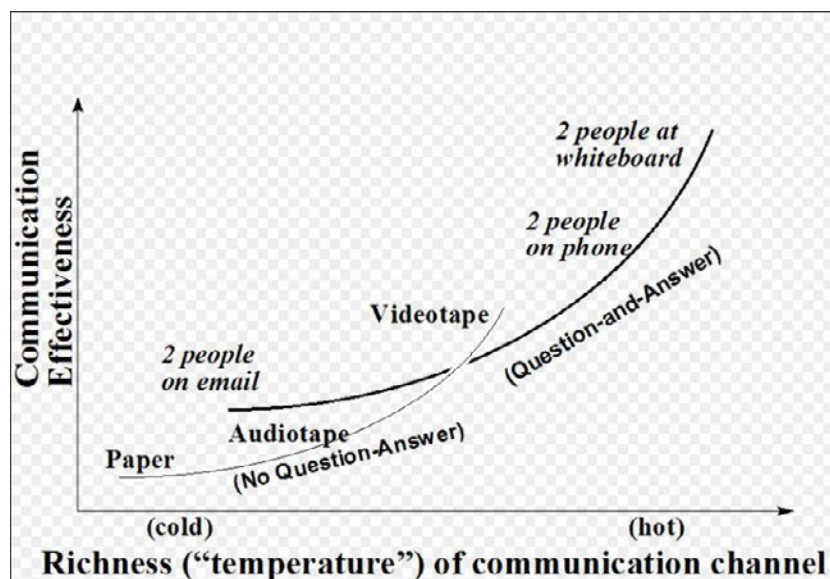 2 people at
whiteboard
2 people
on phone
Communication
Effectiveness
Videotape
(Question-and-Answer)
2 people
on email
Audiotape
Paper
(No Question-Answer)
(cold)
(hot)
Richness (“temperature”) of communication channel